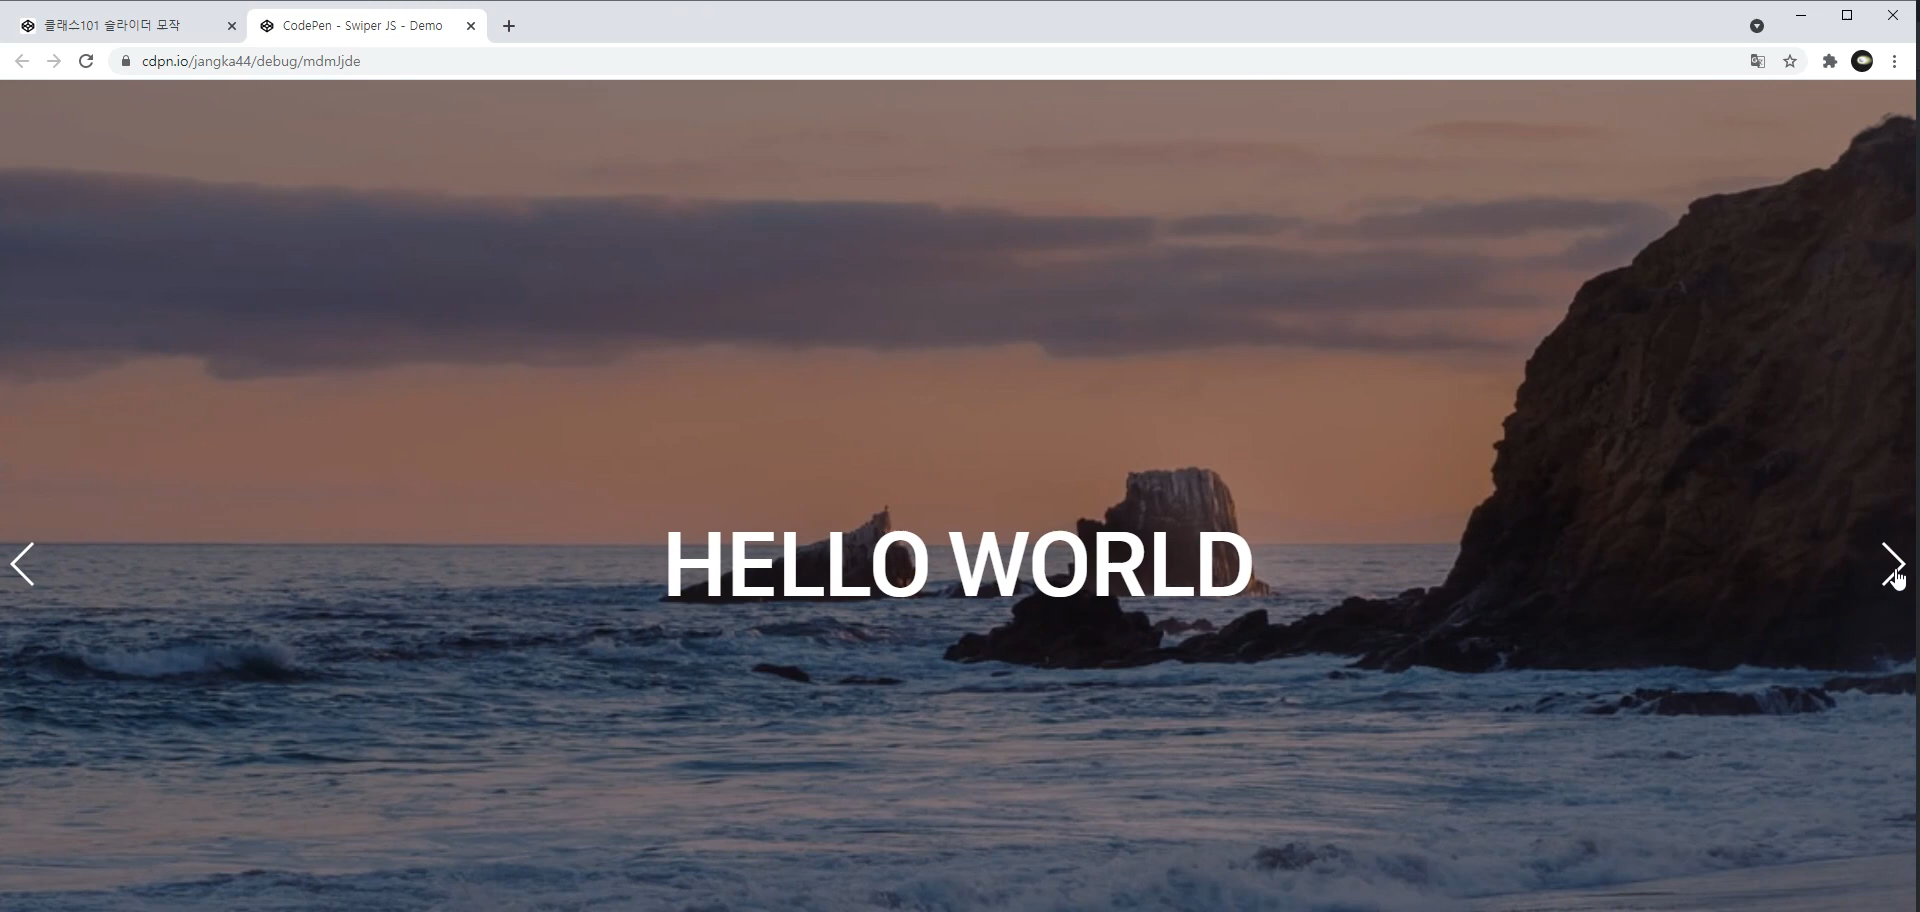 클래스101 슬라이더 모작
CodePen - Swiper JS - Demo
cdpn.io/jangka44/debug/mdmJjde
HELLO WORLD